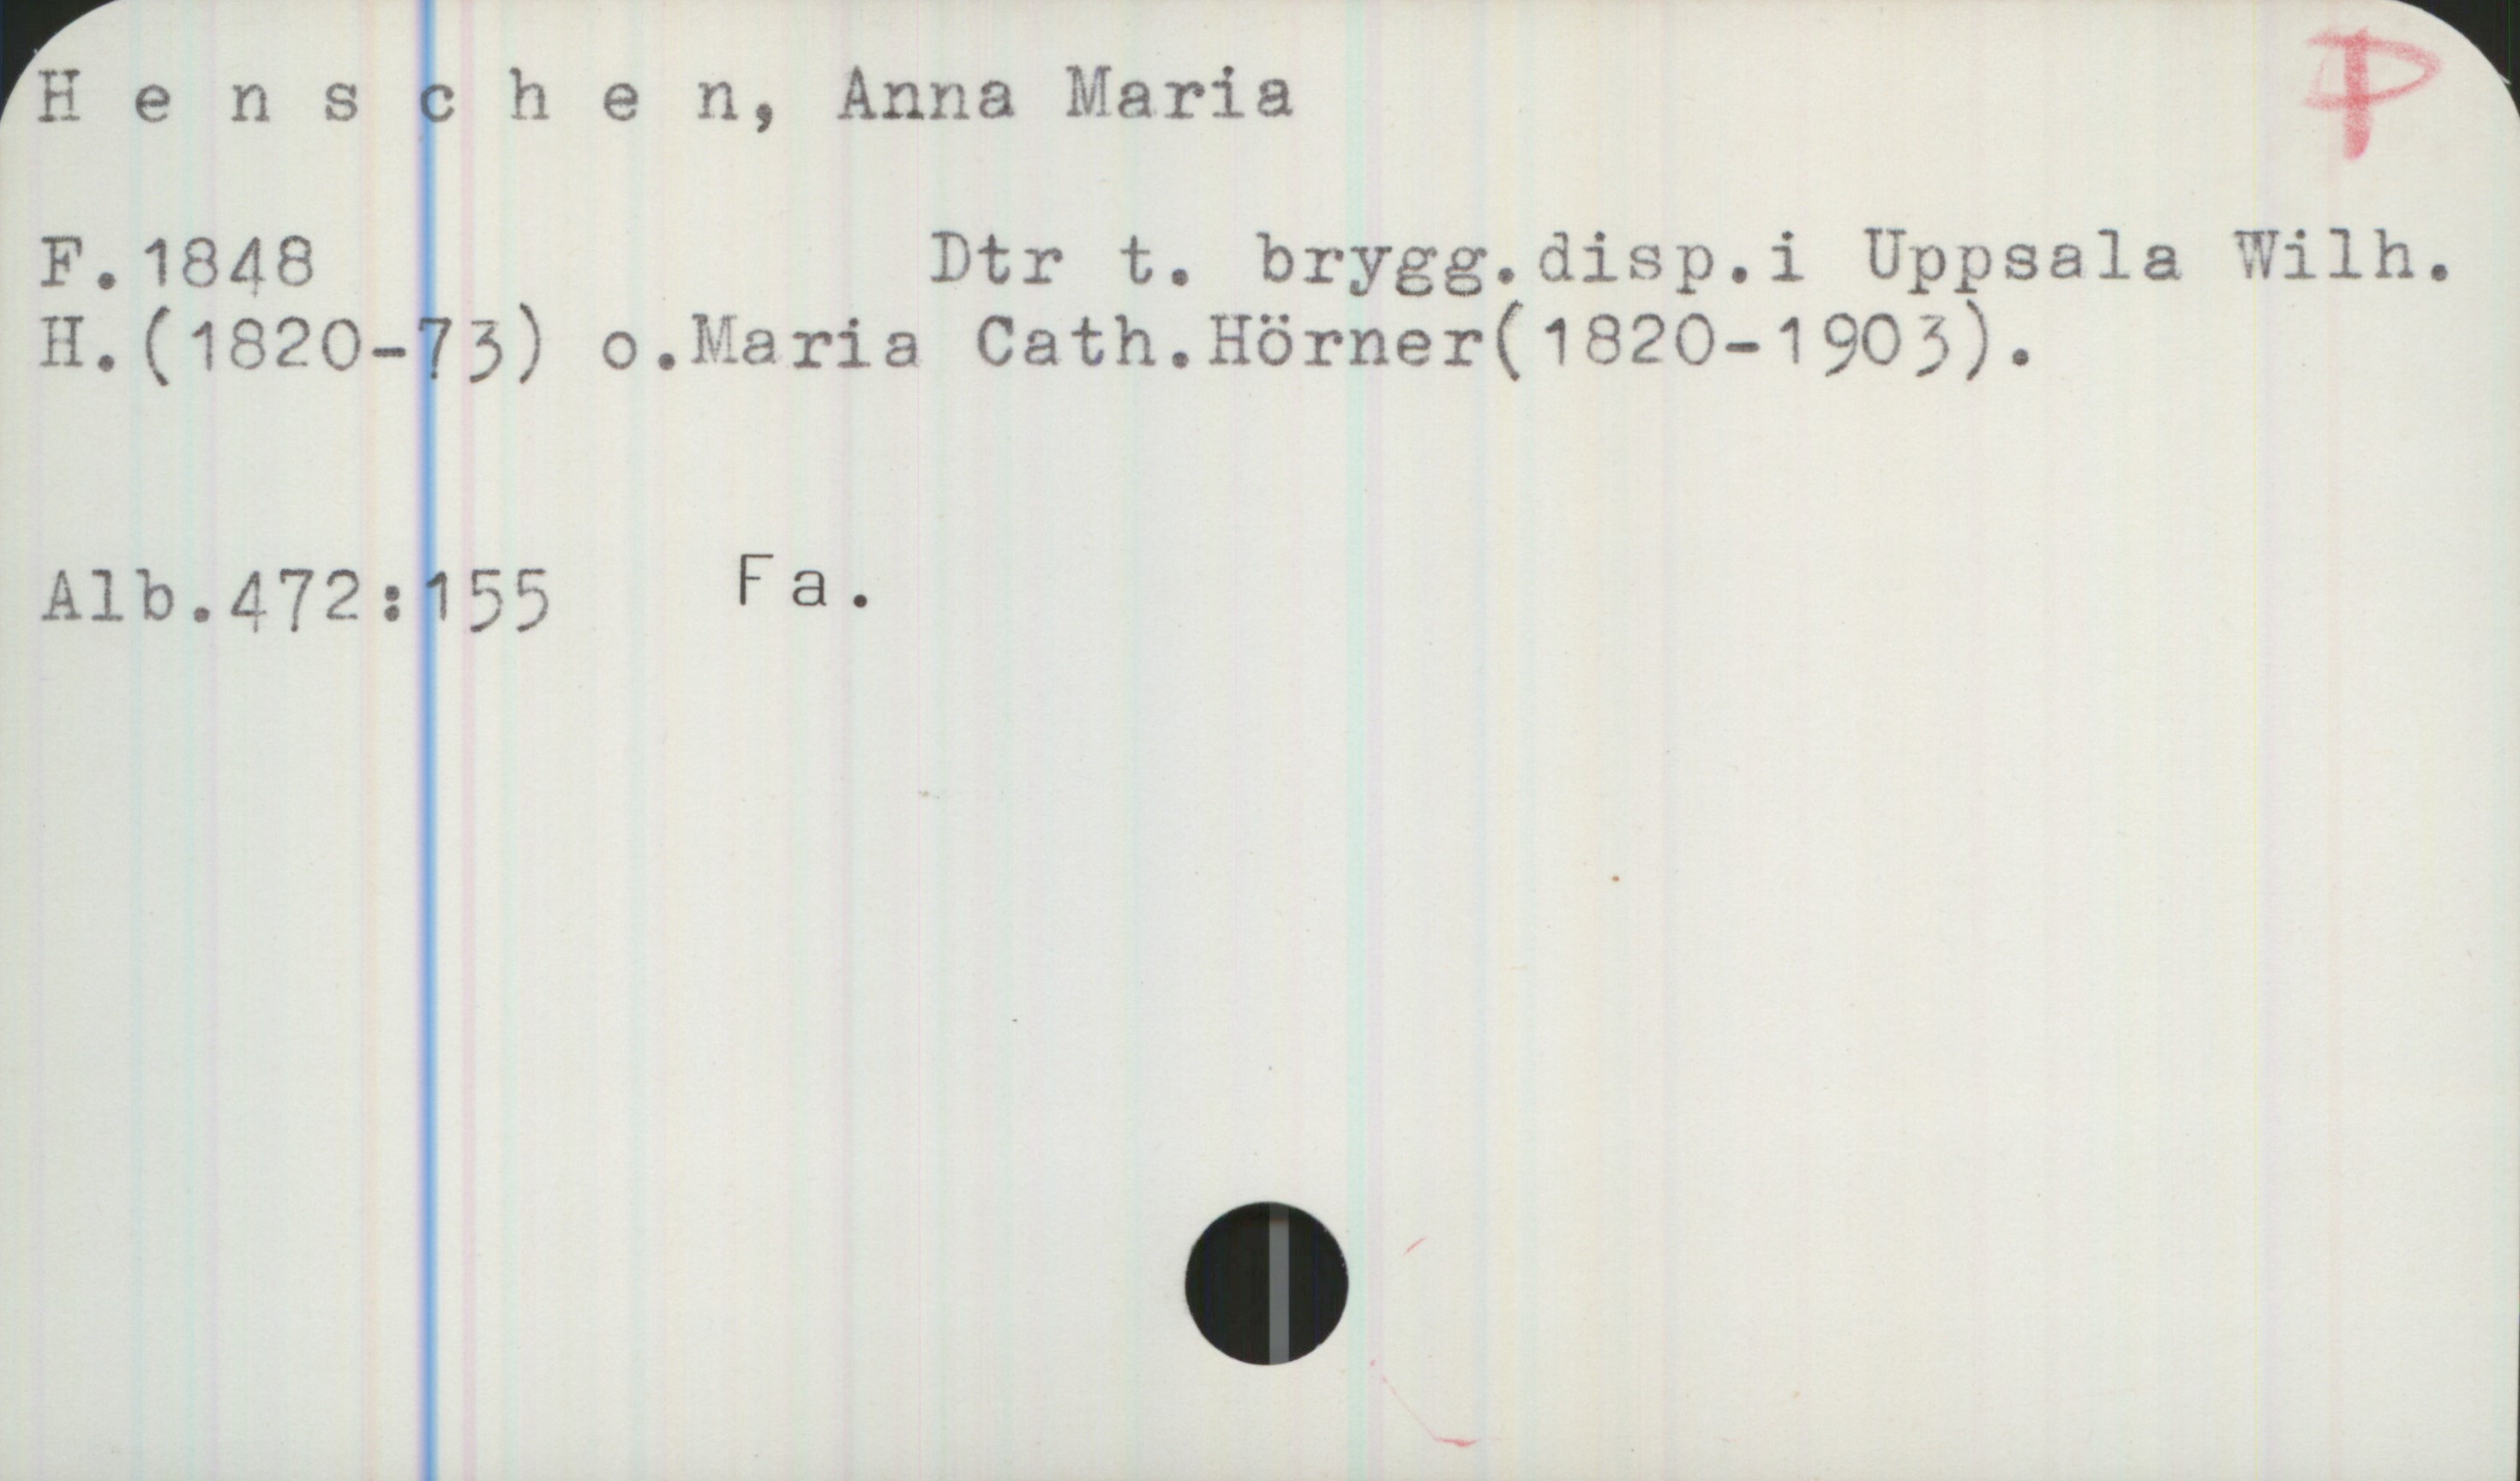 H e n s c h e n, Anna Maria P
F.1848 Dtr t. brygg.disp.i Uppsala Wilh.
H.(1820-73) o.Maria Cath.Hörner(1820-1903).
Alb.472:155 Fa.